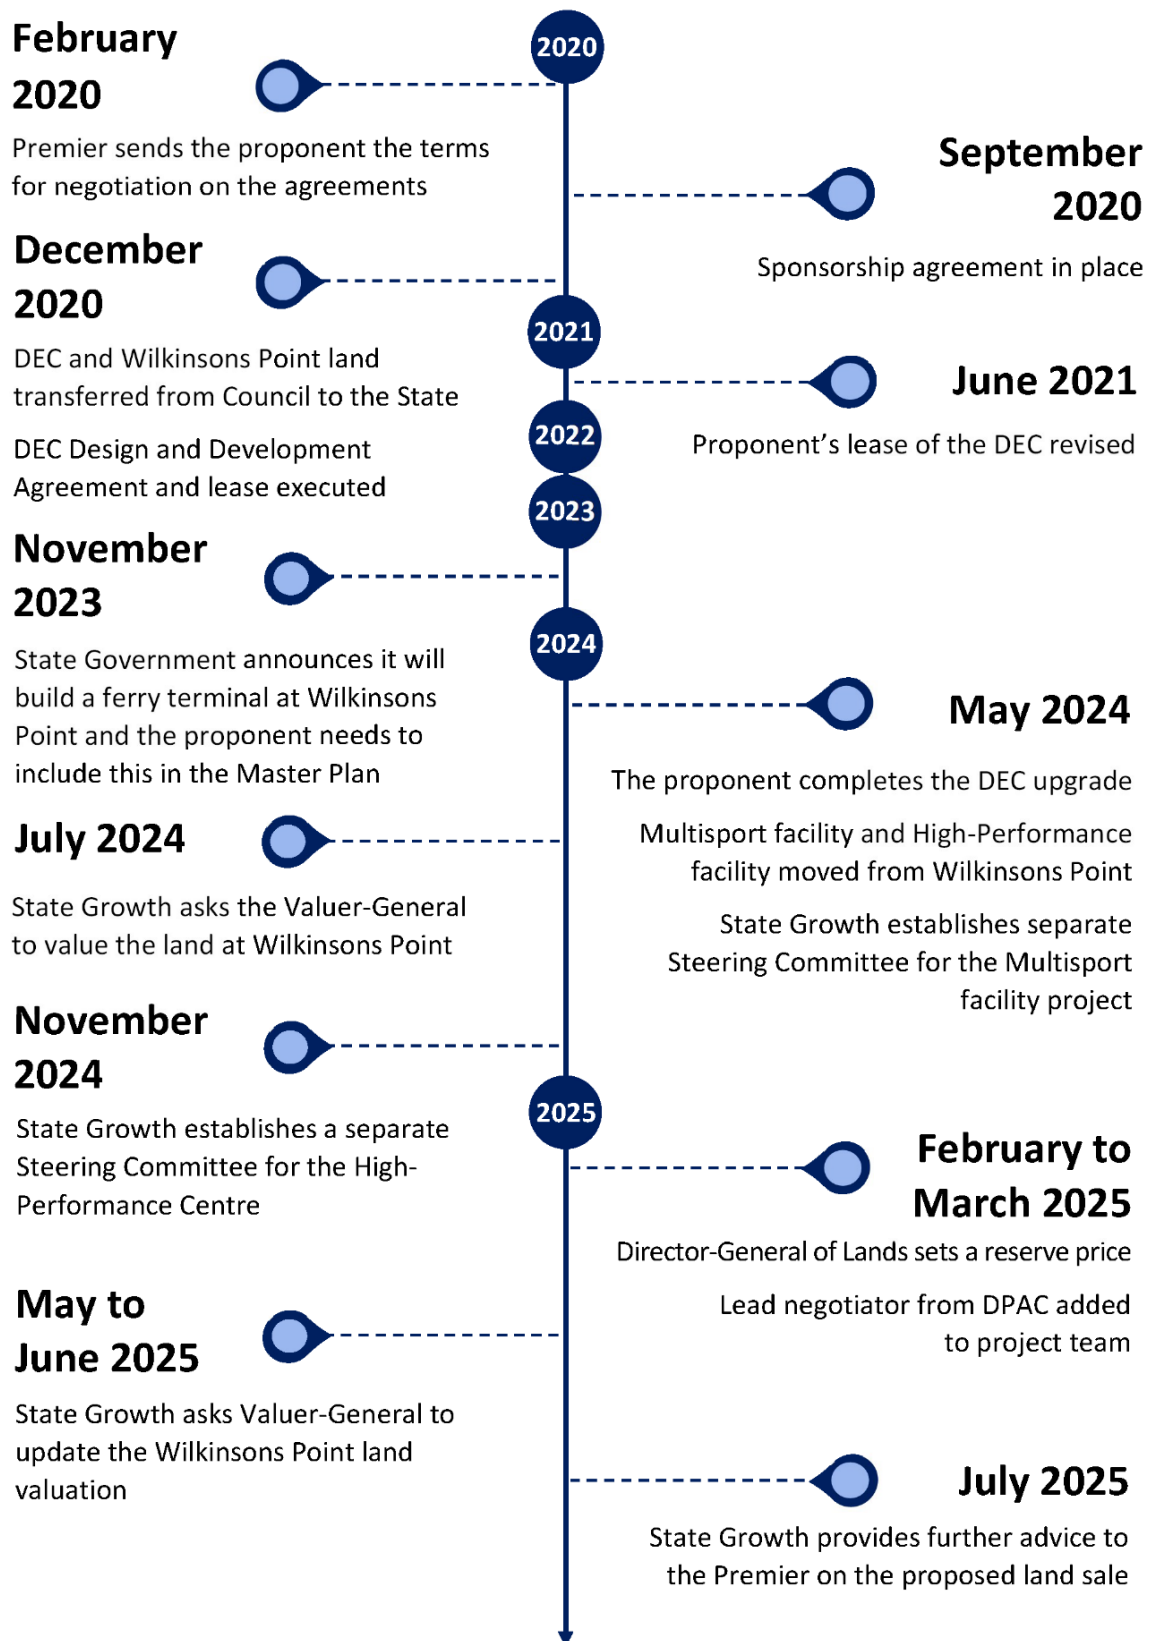 2020
February
2020
Premier sends the proponent the terms
for negotiation on the agreements
September
2020
Sponsorship agreement in place
December
2020
DEC and Wilkinsons Point land
transferred from Council to the State
DEC Design and Development
Agreement and lease executed
2021
June 2021
Proponent’s lease of the DEC revised
2022
2023
November
2023
State Government announces it will
build a ferry terminal at Wilkinsons
Point and the proponent needs to
include this in the Master Plan
2024
May 2024
The proponent completes the DEC upgrade
Multisport facility and High-Performance
facility moved from Wilkinsons Point
State Growth establishes separate
Steering Committee for the Multisport
facility project
July 2024
State Growth asks the Valuer-General
to value the land at Wilkinsons Point
November
2024
State Growth establishes a separate
Steering Committee for the High-
Performance Centre
2025
February to
March 2025
Director-General of Lands sets a reserve price
Lead negotiator from DPAC added
to project team
May to
June 2025
State Growth asks Valuer-General to
update the Wilkinsons Point land
valuation
July 2025
State Growth provides further advice to
the Premier on the proposed land sale